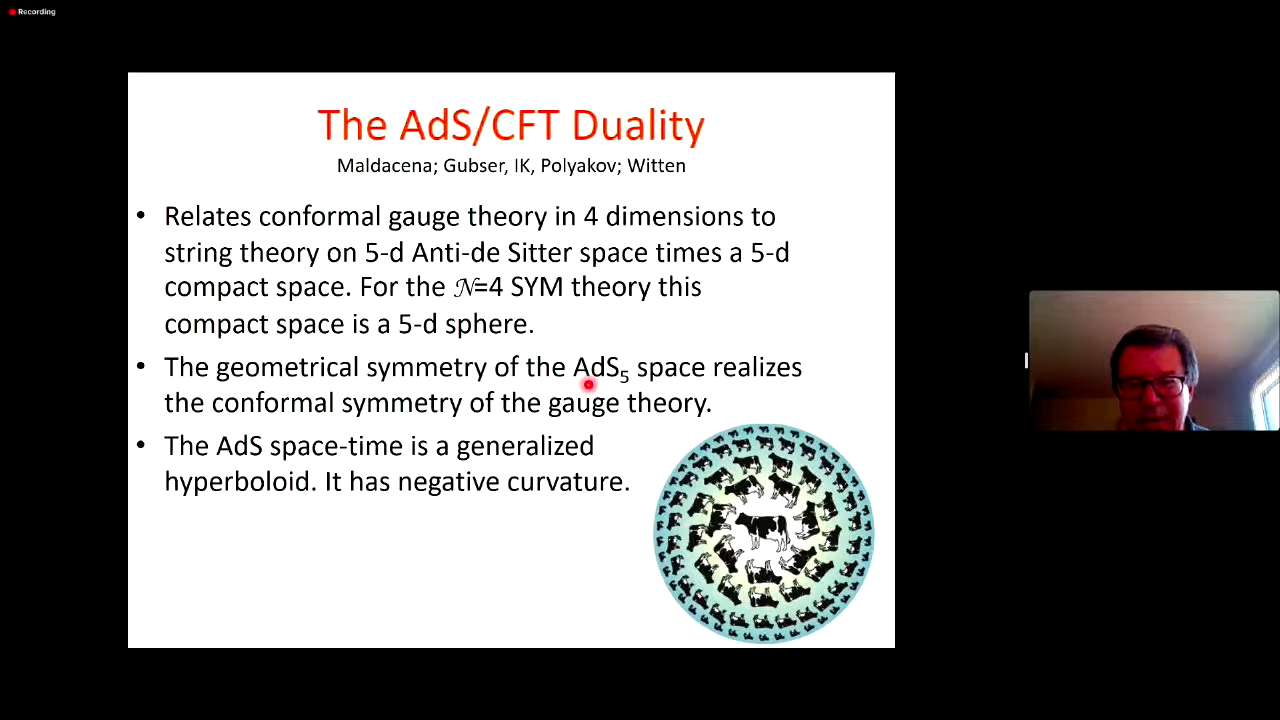 Recording
The AdS/CFT Duality
Maldacena; Gubser, IK, Polyakov; Witten
• Relates conformal gauge theory in 4 dimensions to
string theory on 5-d Anti-de Sitter space times a 5-d
compact space. For the 𝒩=4 SYM theory this
compact space is a 5-d sphere.
• The geometrical symmetry of the AdS₅ space realizes
the conformal symmetry of the gauge theory.
• The AdS space-time is a generalized
hyperboloid. It has negative curvature.